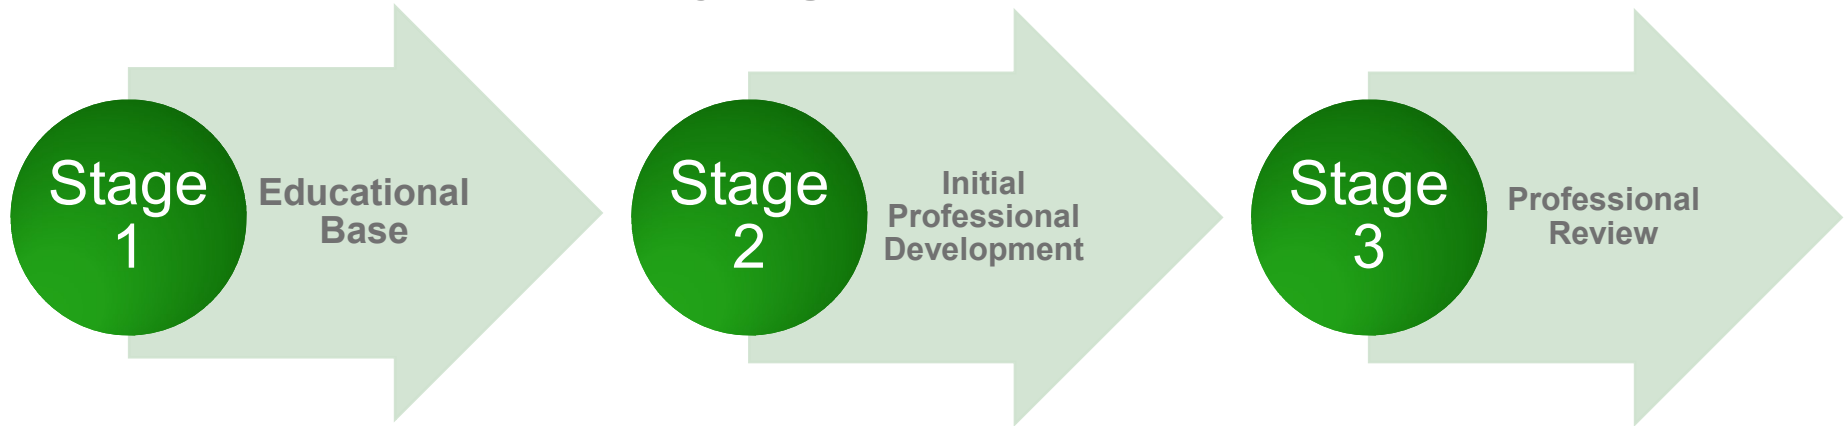 Stage
1
Educational
Base
Stage
2
Initial
Professional
Development
Stage
3
Professional
Review